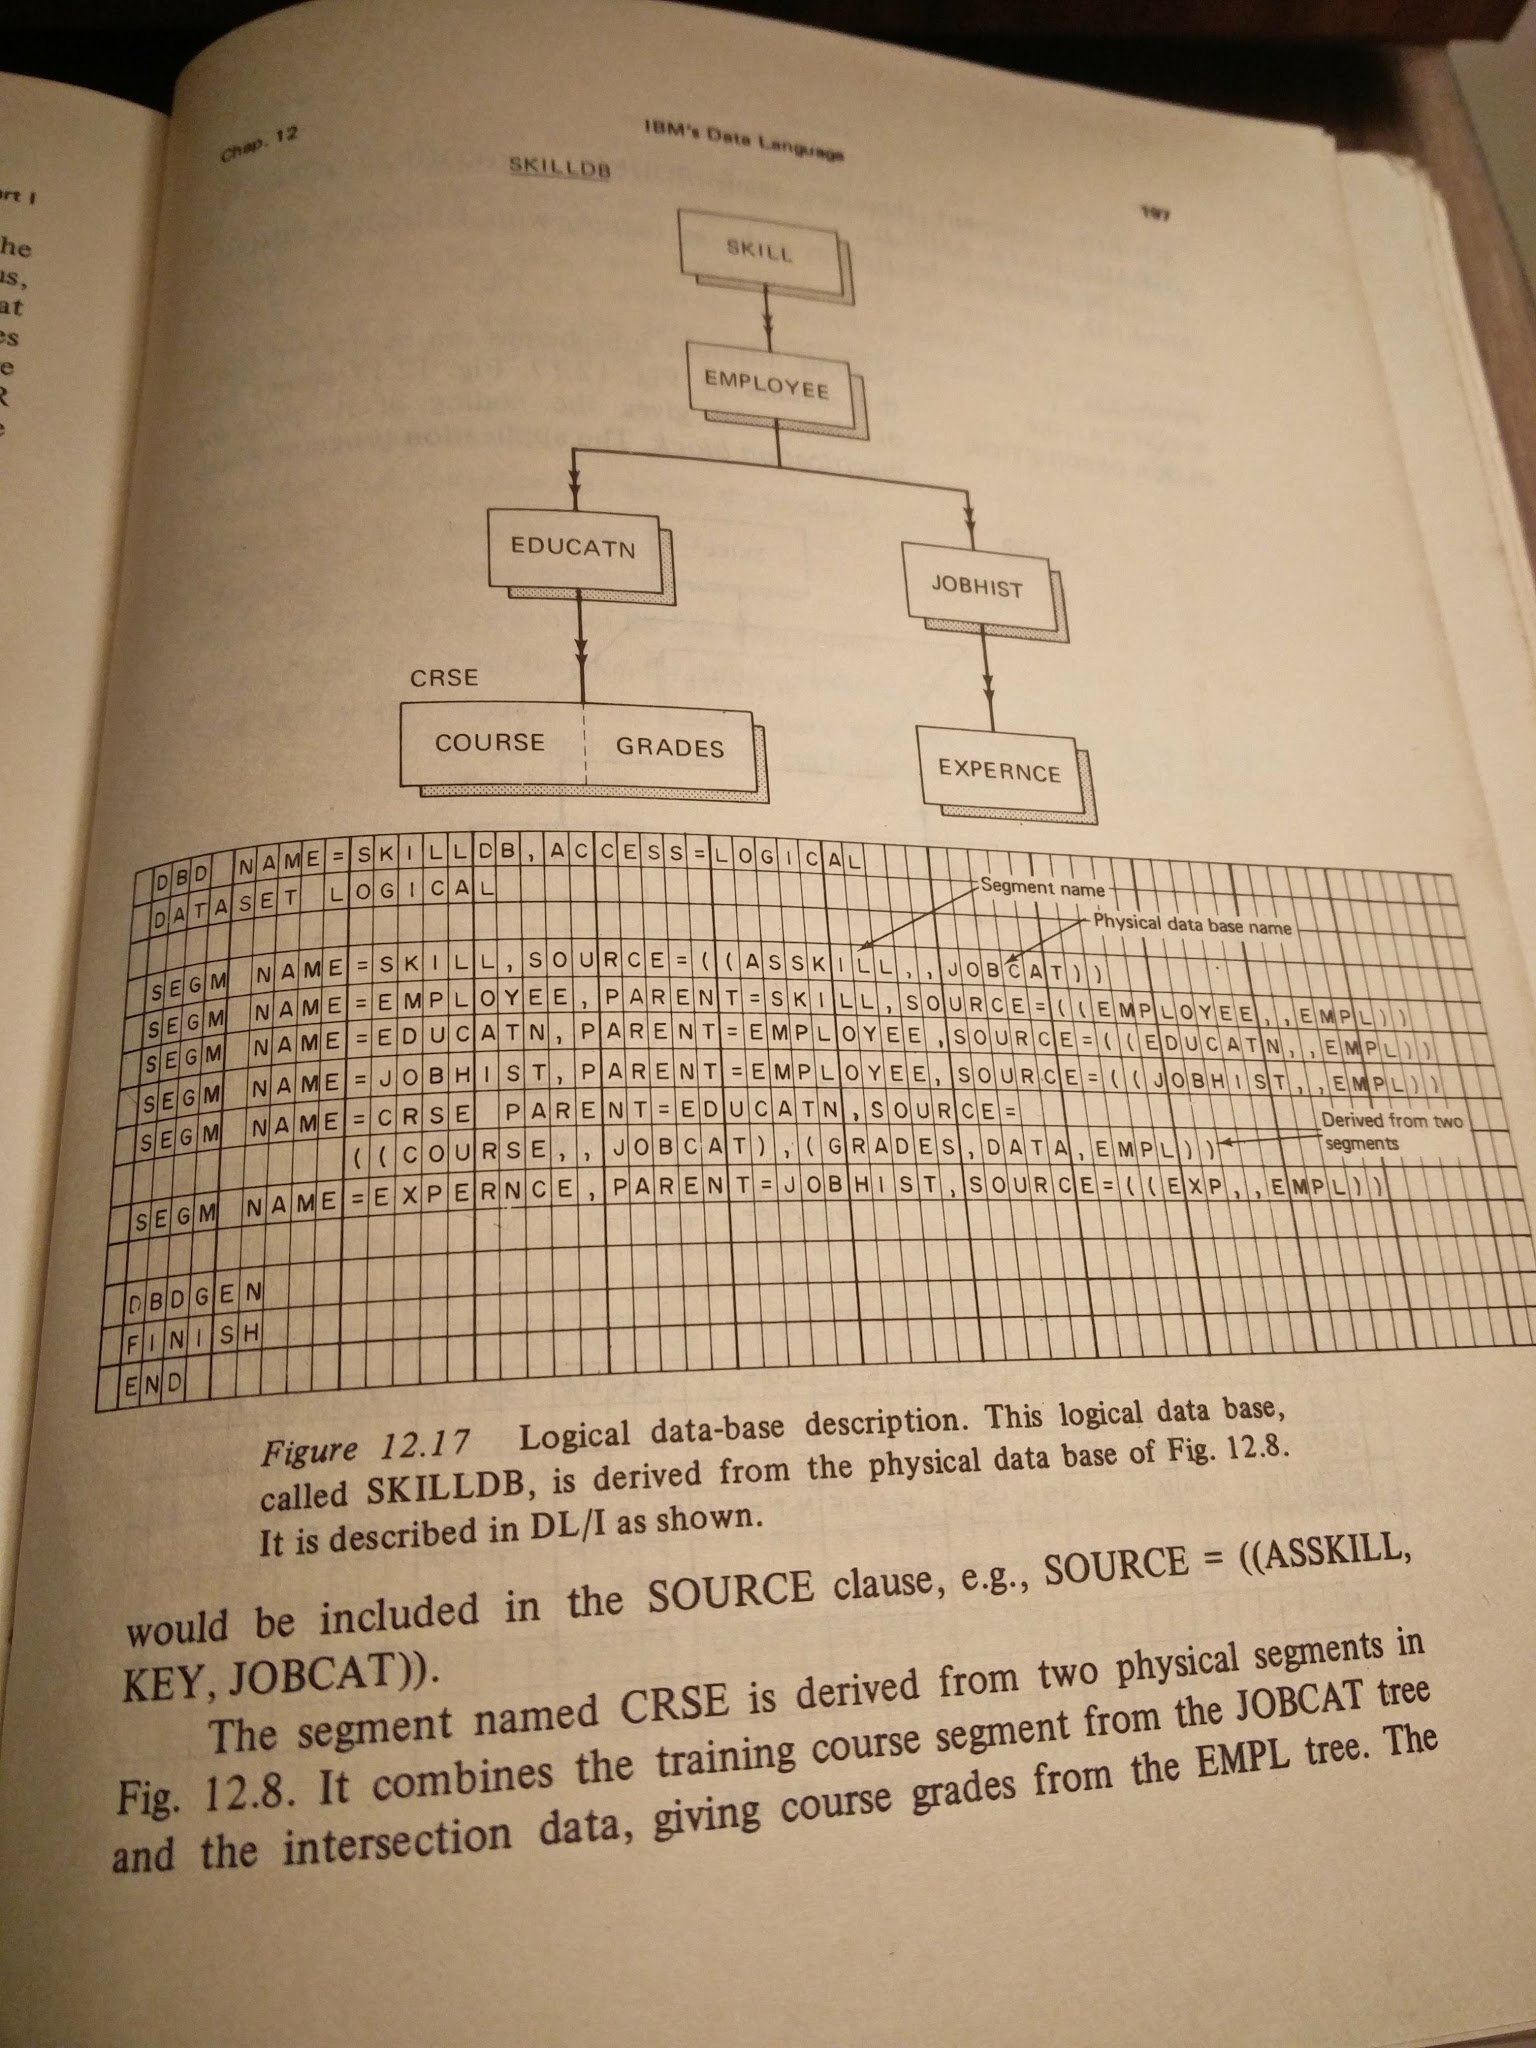 Chap. 12
IBM's Data Language
197
SKILLDB
SKILL
EMPLOYEE
EDUCATN
JOBHIST
CRSE
COURSE GRADES
EXPERNCE
DBD NAME=SKILLDB,ACCESS=LOGICAL
DATASET LOGICAL
Segment name
Physical data base name
SEGM NAME=SKILL,SOURCE=((ASSKILL,,JOBCAT))
SEGM NAME=EMPLOYEE,PARENT=SKILL,SOURCE=((EMPLOYEE,,EMPL))
SEGM NAME=EDUCATN,PARENT=EMPLOYEE,SOURCE=((EDUCATN,,EMPL))
SEGM NAME=JOBHIST,PARENT=EMPLOYEE,SOURCE=((JOBHIST,,EMPL))
SEGM NAME=CRSE PARENT=EDUCATN,SOURCE=
((COURSE,,JOBCAT),(GRADES,DATA,EMPL))
Derived from two
segments
SEGM NAME=EXPERNCE,PARENT=JOBHIST,SOURCE=((EXP,,EMPL))
DBDGEN
FINISH
END
Figure 12.17 Logical data-base description. This logical data base,
called SKILLDB, is derived from the physical data base of Fig. 12.8.
It is described in DL/I as shown.
would be included in the SOURCE clause, e.g., SOURCE = ((ASSKILL,
KEY, JOBCAT)).
The segment named CRSE is derived from two physical segments in
Fig. 12.8. It combines the training course segment from the JOBCAT tree
and the intersection data, giving course grades from the EMPL tree. The